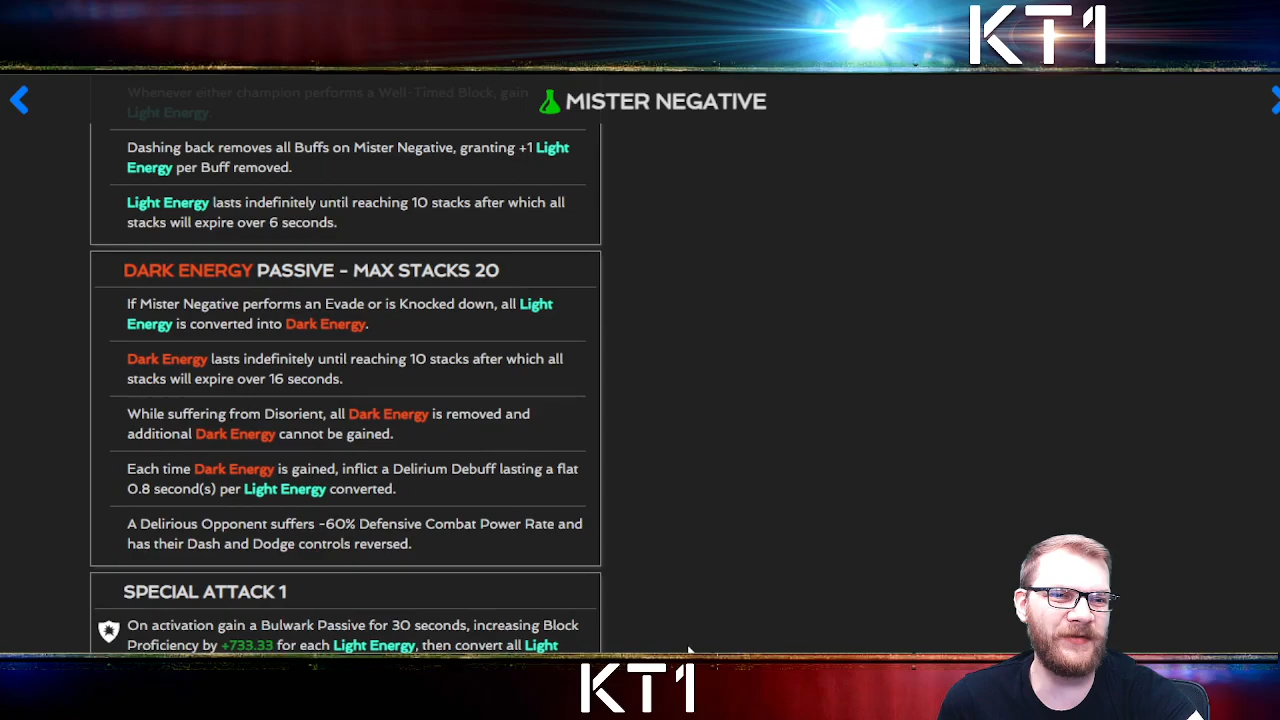 KT1
MISTER NEGATIVE
Whenever either champion performs a Well-Timed Block, gain
Light Energy.
Dashing back removes all Buffs on Mister Negative, granting +1 Light
Energy per Buff removed.
Light Energy lasts indefinitely until reaching 10 stacks after which all
stacks will expire over 6 seconds.
DARK ENERGY PASSIVE - MAX STACKS 20
If Mister Negative performs an Evade or is Knocked down, all Light
Energy is converted into Dark Energy.
Dark Energy lasts indefinitely until reaching 10 stacks after which all
stacks will expire over 16 seconds.
While suffering from Disorient, all Dark Energy is removed and
additional Dark Energy cannot be gained.
Each time Dark Energy is gained, inflict a Delirium Debuff lasting a flat
0.8 second(s) per Light Energy converted.
A Delirious Opponent suffers -60% Defensive Combat Power Rate and
has their Dash and Dodge controls reversed.
SPECIAL ATTACK 1
On activation gain a Bulwark Passive for 30 seconds, increasing Block
Proficiency by +733.33 for each Light Energy, then convert all Light
KT1